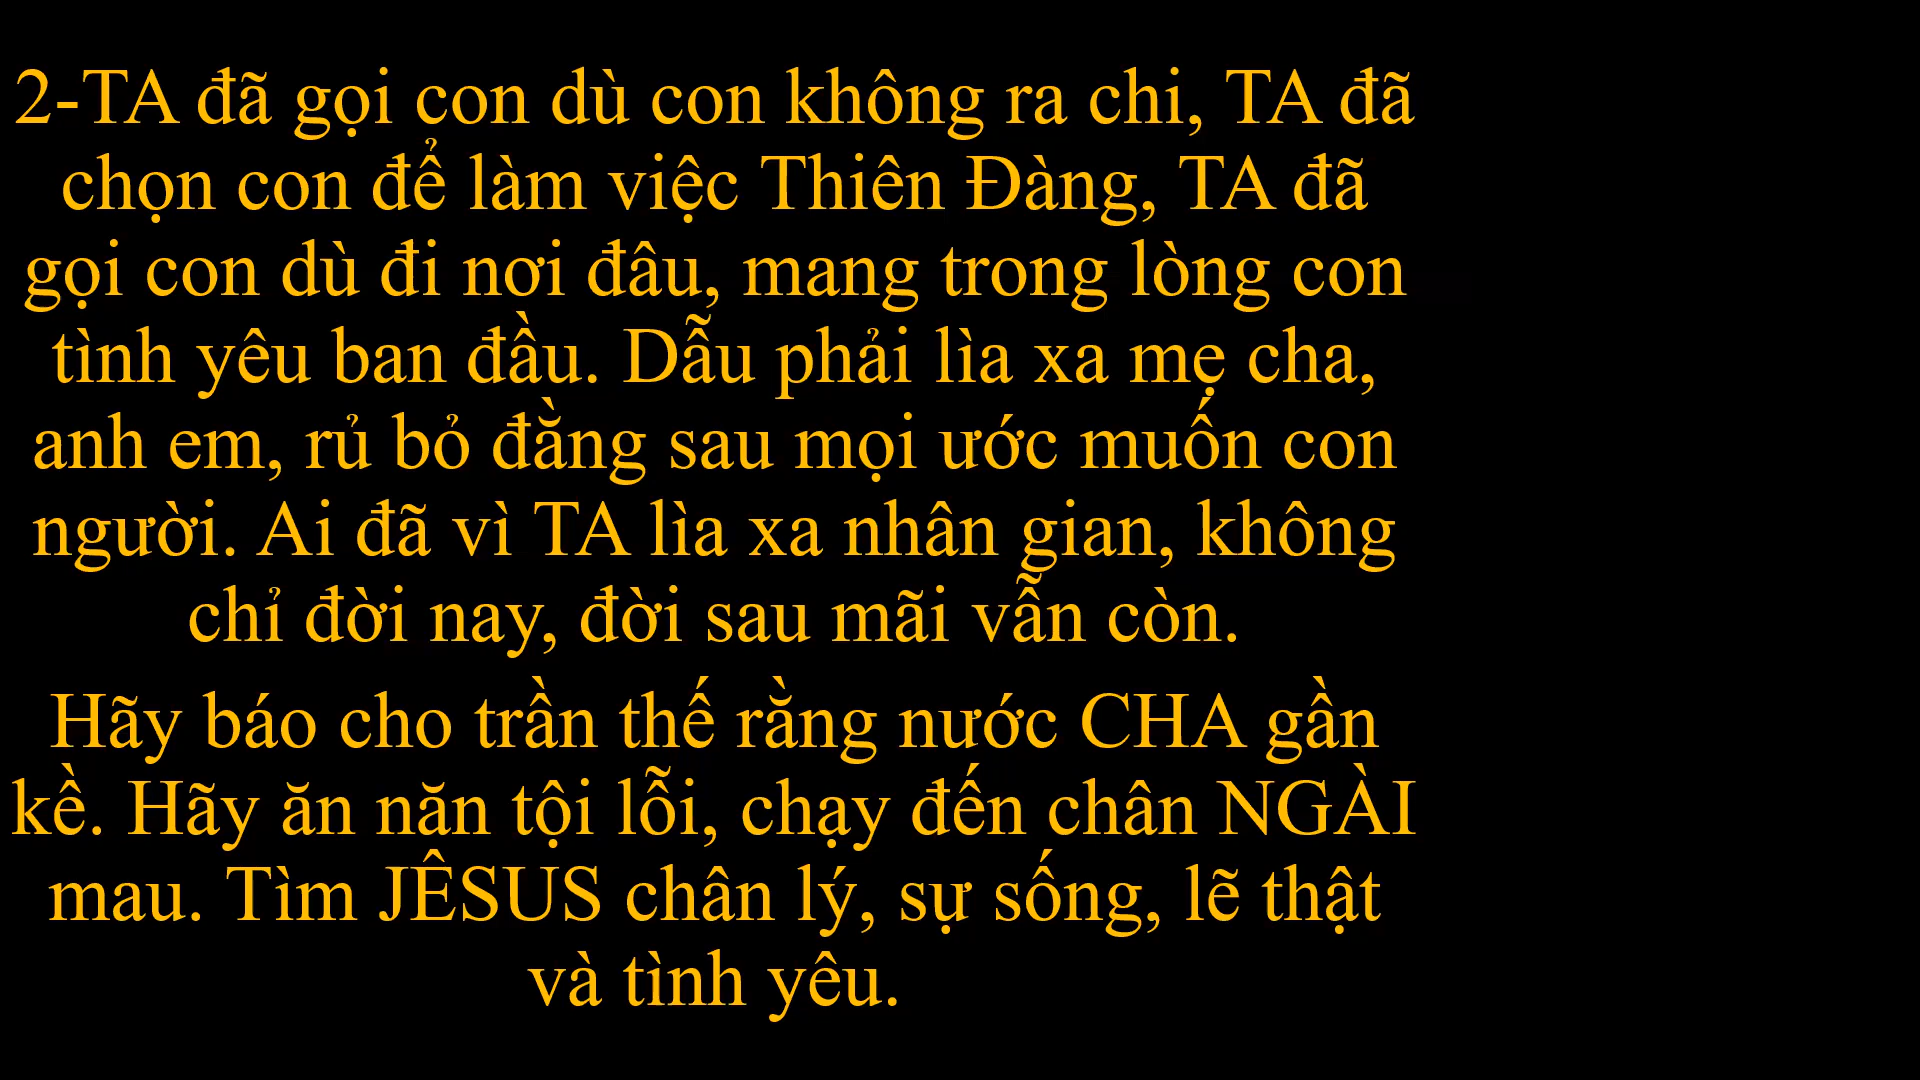 2-TA đã gọi con dù con không ra chi, TA đã
chọn con để làm việc Thiên Đàng, TA đã
gọi con dù đi nơi đâu, mang trong lòng con
tình yêu ban đầu. Dẫu phải lìa xa mẹ cha,
anh em, rủ bỏ đằng sau mọi ước muốn con
người. Ai đã vì TA lìa xa nhân gian, không
chỉ đời nay, đời sau mãi vẫn còn.
Hãy báo cho trần thế rằng nước CHA gần
kề. Hãy ăn năn tội lỗi, chạy đến chân NGÀI
mau. Tìm JÊSUS chân lý, sự sống, lẽ thật
và tình yêu.